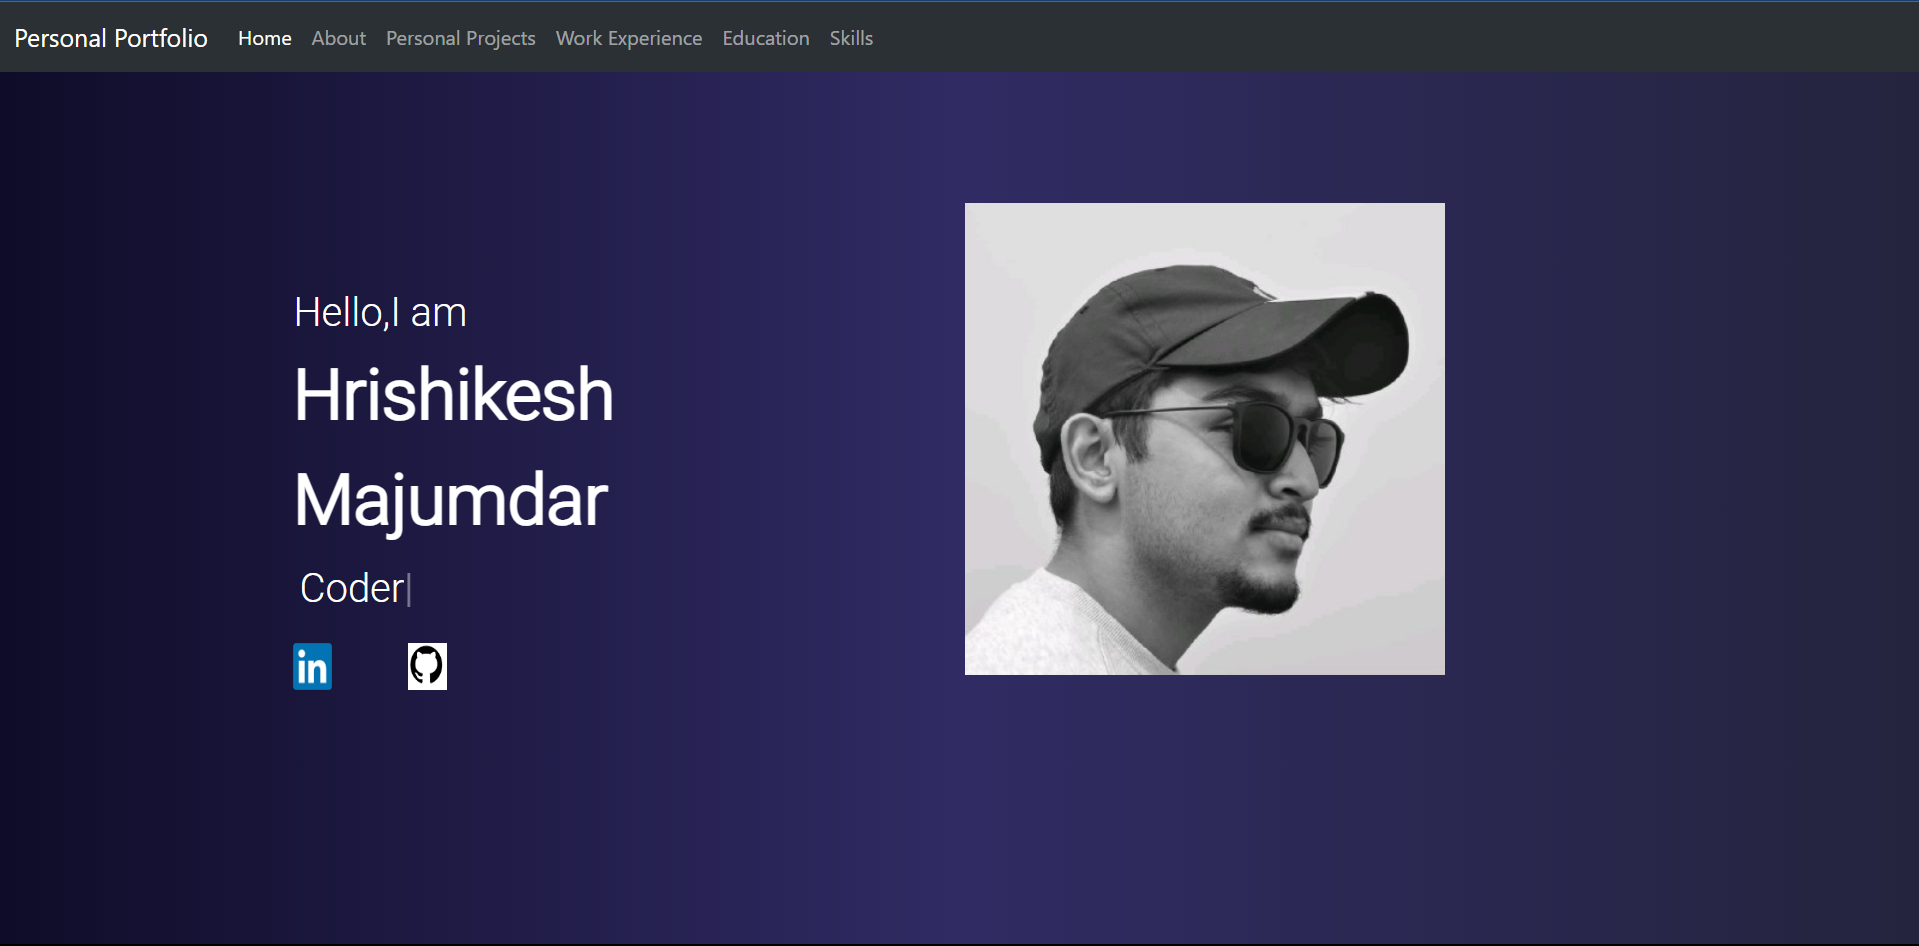 Personal Portfolio Home About Personal Projects Work Experience Education Skills
Hello,I am
Hrishikesh
Majumdar
Coder
in